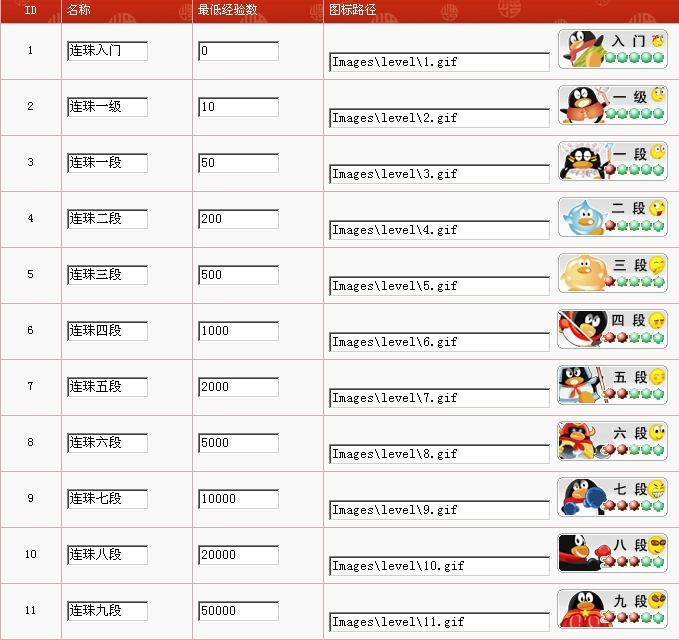 ID 名称 最低经验数 图标路径
1 连珠入门 0 Images\level\1.gif 入 门
2 连珠一级 10 Images\level\2.gif 一 级
3 连珠一段 50 Images\level\3.gif 一 段
4 连珠二段 200 Images\level\4.gif 二 段
5 连珠三段 500 Images\level\5.gif 三 段
6 连珠四段 1000 Images\level\6.gif 四 段
7 连珠五段 2000 Images\level\7.gif 五 段
8 连珠六段 5000 Images\level\8.gif 六 段
9 连珠七段 10000 Images\level\9.gif 七 段
10 连珠八段 20000 Images\level\10.gif 八 段
11 连珠九段 50000 Images\level\11.gif 九 段